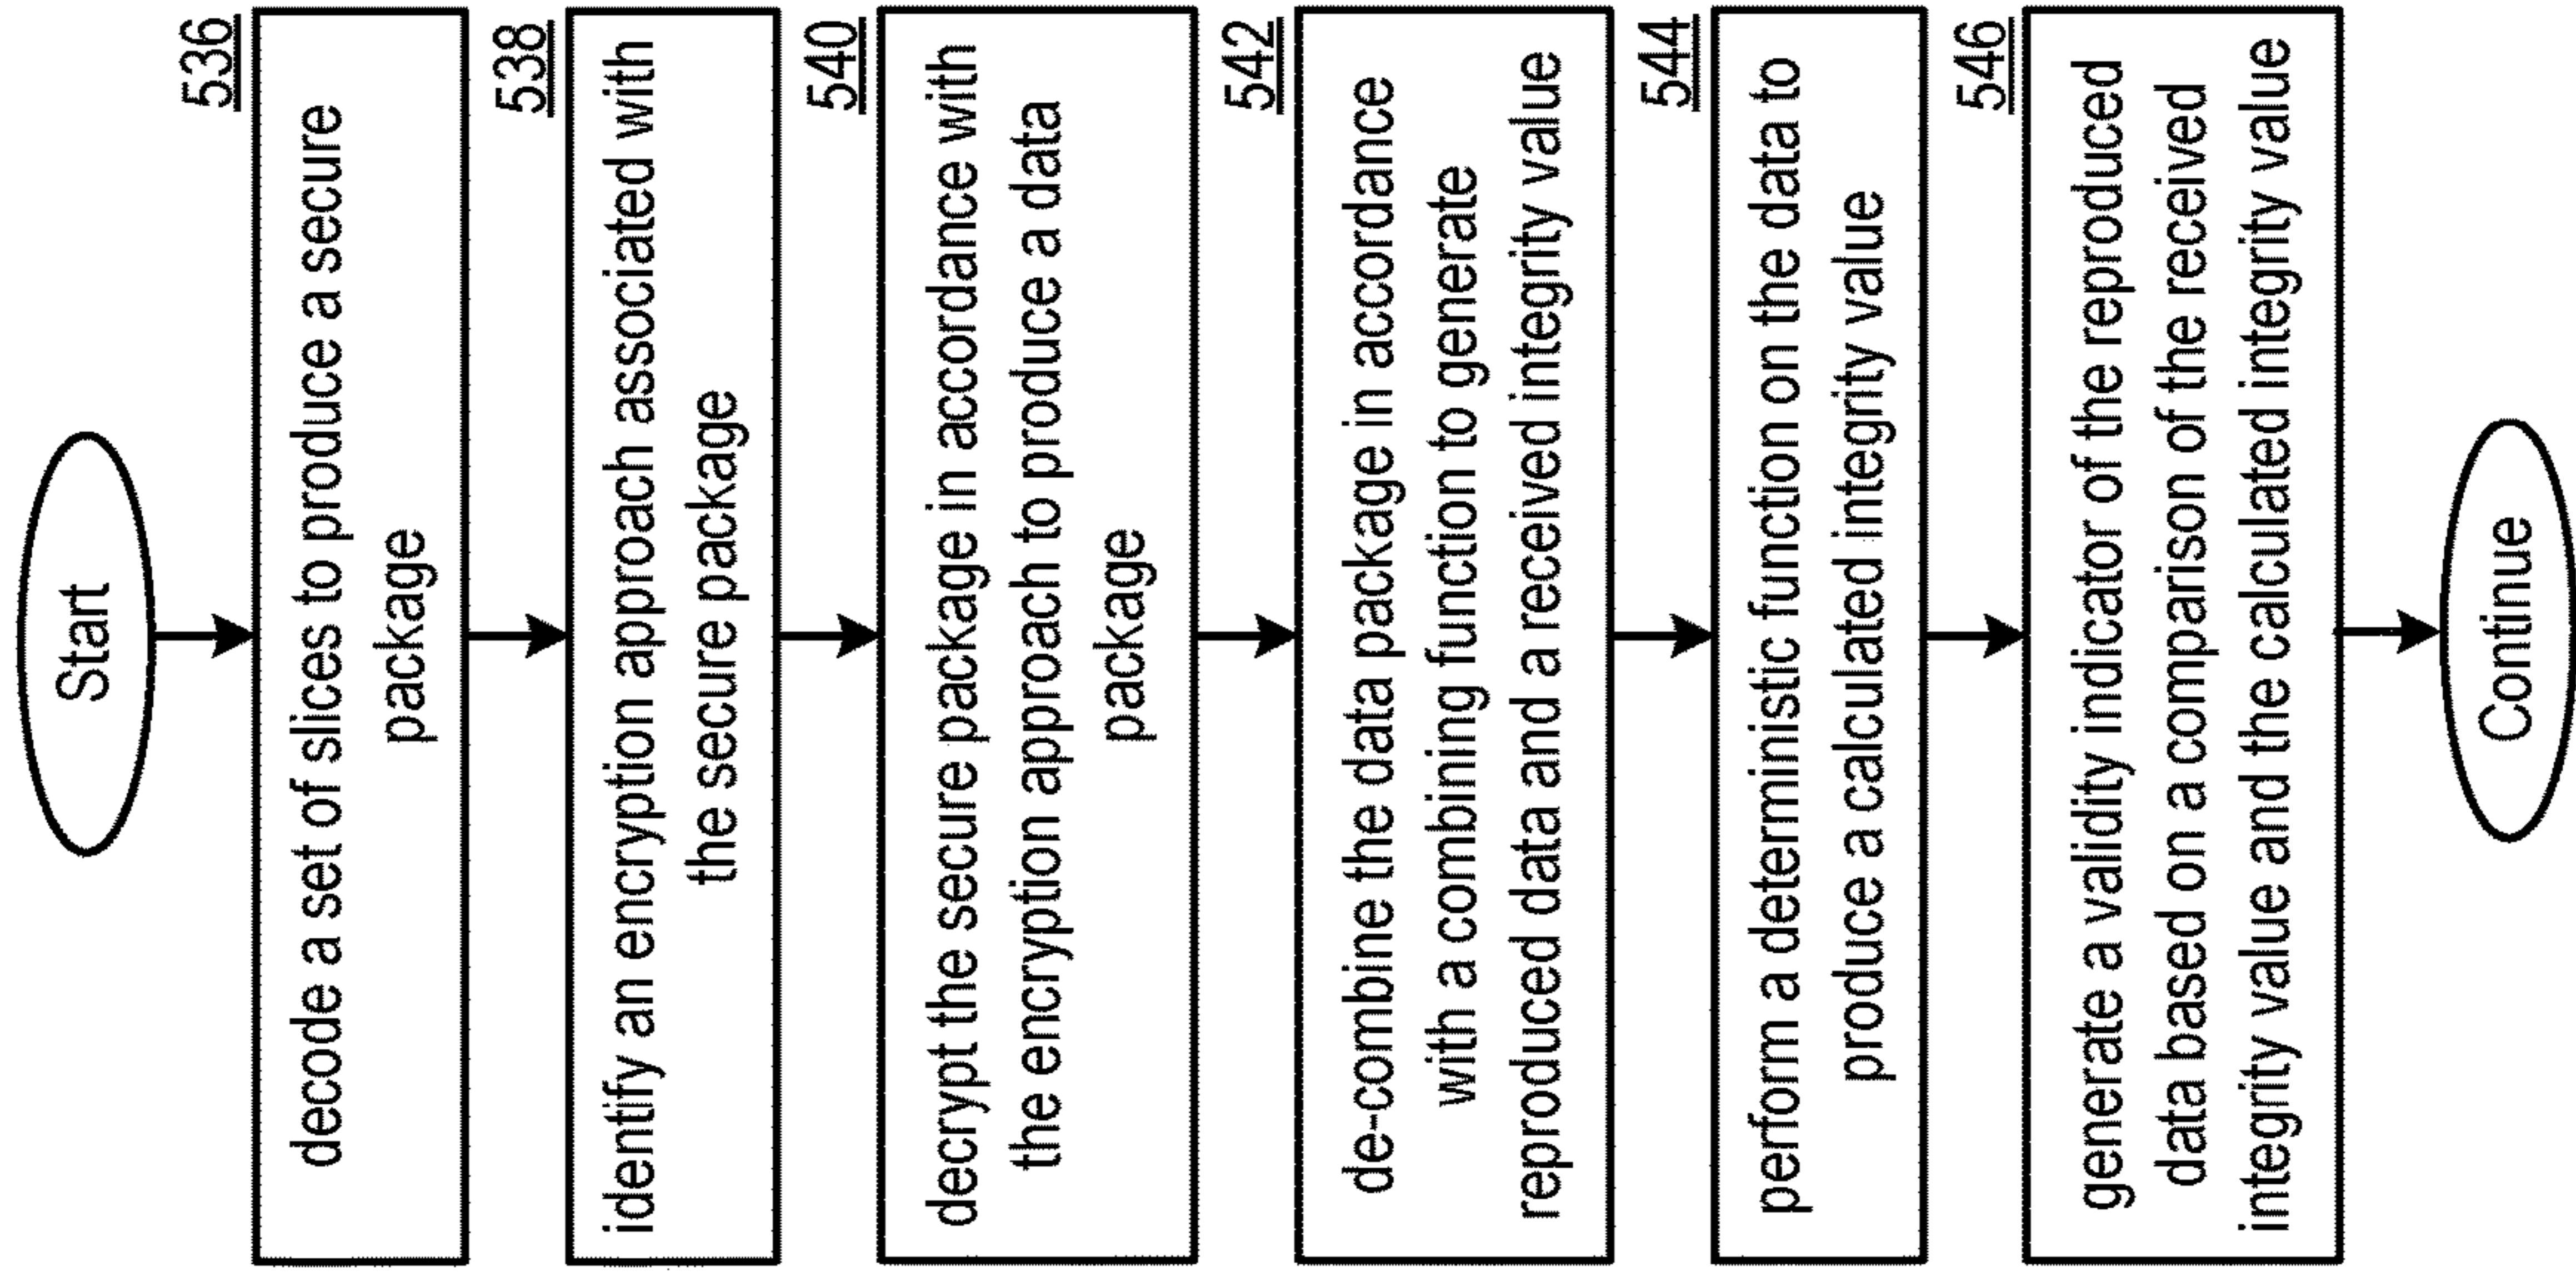 Start
536
decode a set of slices to produce a secure
package
538
identify an encryption approach associated with
the secure package
540
decrypt the secure package in accordance with
the encryption approach to produce a data
package
542
de-combine the data package in accordance
with a combining function to generate
reproduced data and a received integrity value
544
perform a deterministic function on the data to
produce a calculated integrity value
546
generate a validity indicator of the reproduced
data based on a comparison of the received
integrity value and the calculated integrity value
Continue